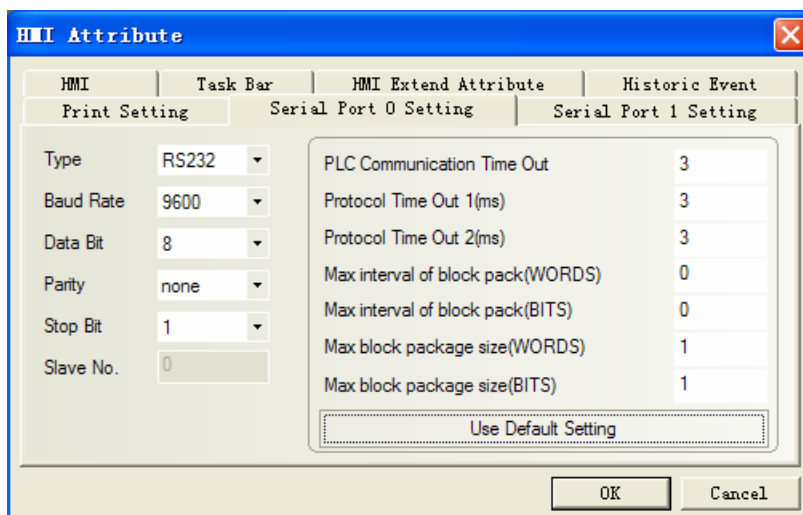 HMI Attribute
HMI Task Bar HMI Extend Attribute Historic Event
Print Setting Serial Port 0 Setting Serial Port 1 Setting
Type RS232
Baud Rate 9600
Data Bit 8
Parity none
Stop Bit 1
Slave No. 0
PLC Communication Time Out 3
Protocol Time Out 1(ms) 3
Protocol Time Out 2(ms) 3
Max interval of block pack(WORDS) 0
Max interval of block pack(BITS) 0
Max block package size(WORDS) 1
Max block package size(BITS) 1
Use Default Setting
OK Cancel